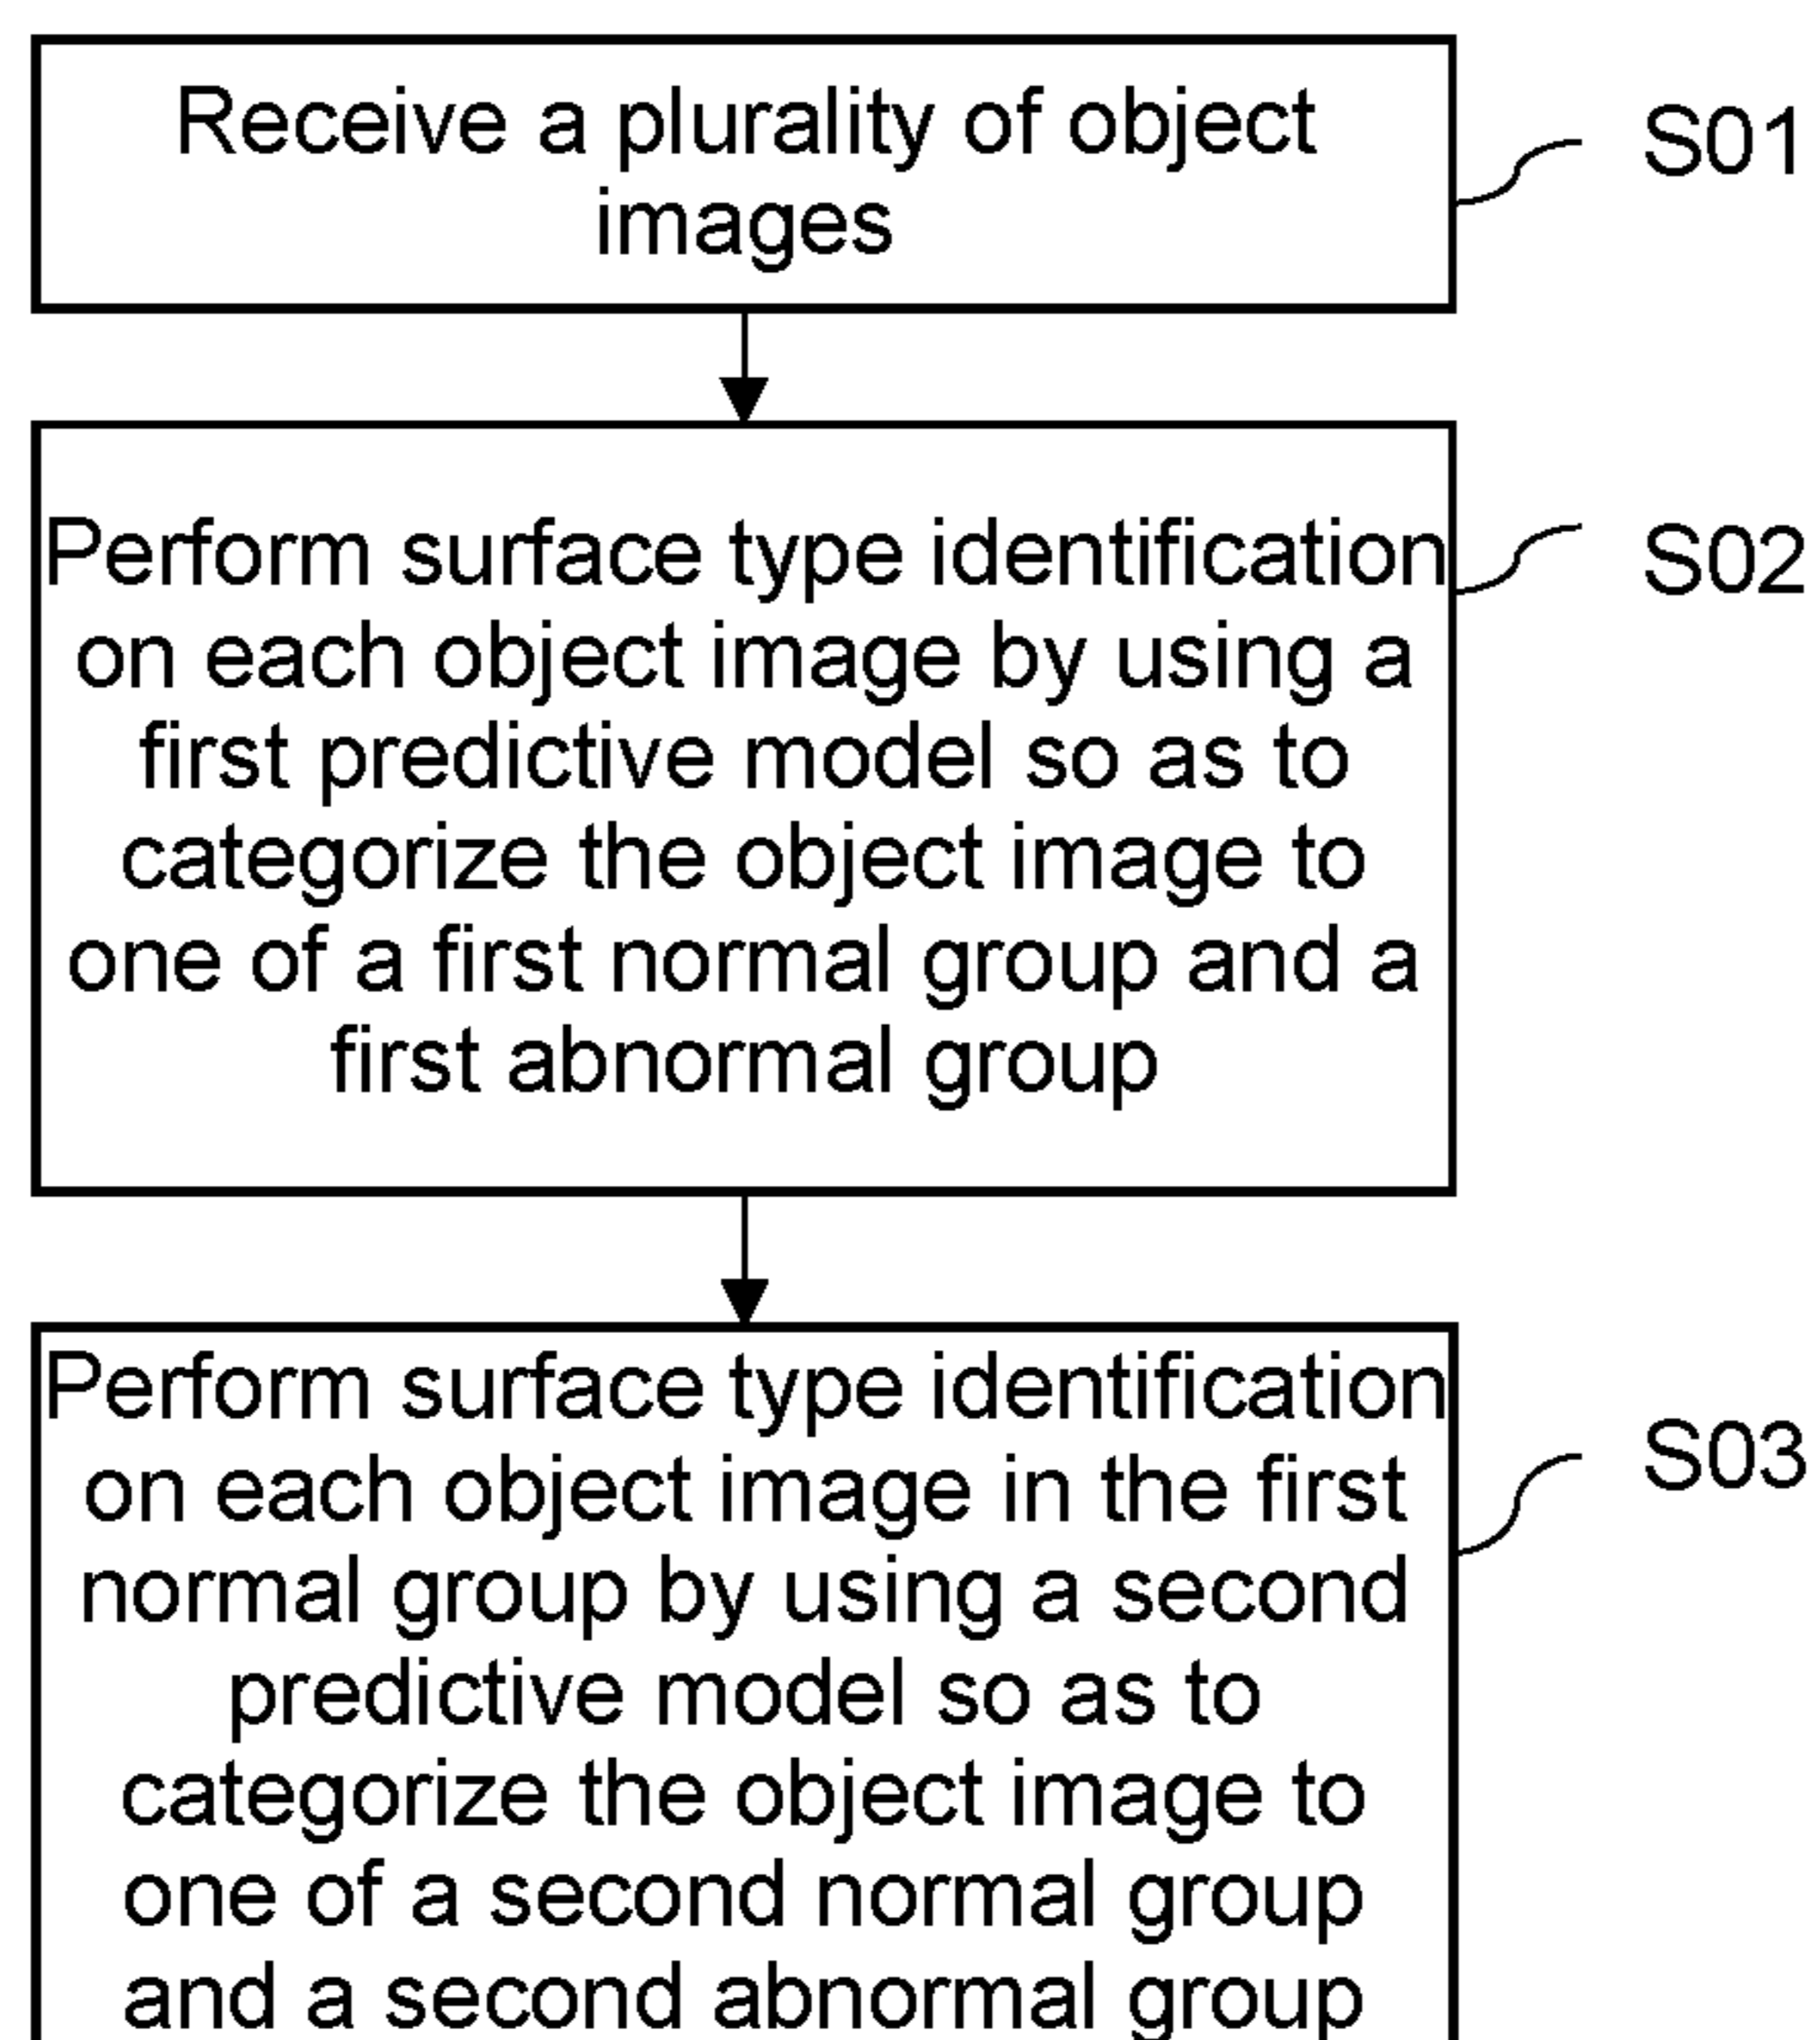 Receive a plurality of object
images
S01
Perform surface type identification
on each object image by using a
first predictive model so as to
categorize the object image to
one of a first normal group and a
first abnormal group
S02
Perform surface type identification
on each object image in the first
normal group by using a second
predictive model so as to
categorize the object image to
one of a second normal group
and a second abnormal group
S03